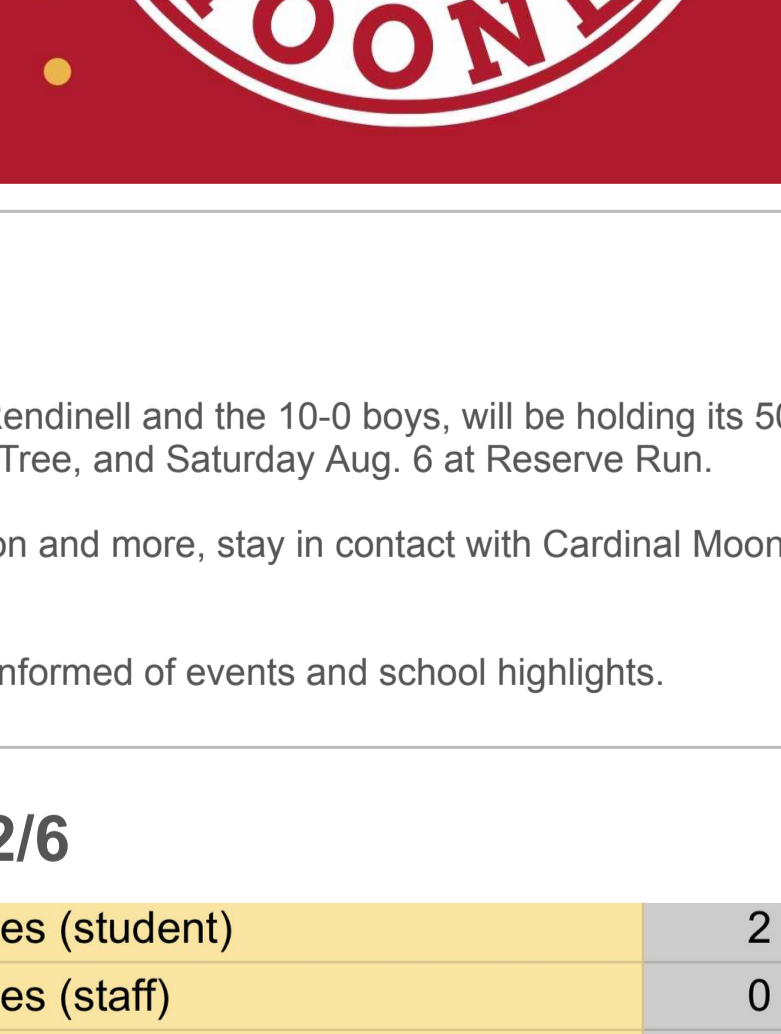 OON
endinell and the 10-0 boys, will be holding its 50
Tree, and Saturday Aug. 6 at Reserve Run.
on and more, stay in contact with Cardinal Moon
nformed of events and school highlights.
2/6
es (student) 2
es (staff) 0